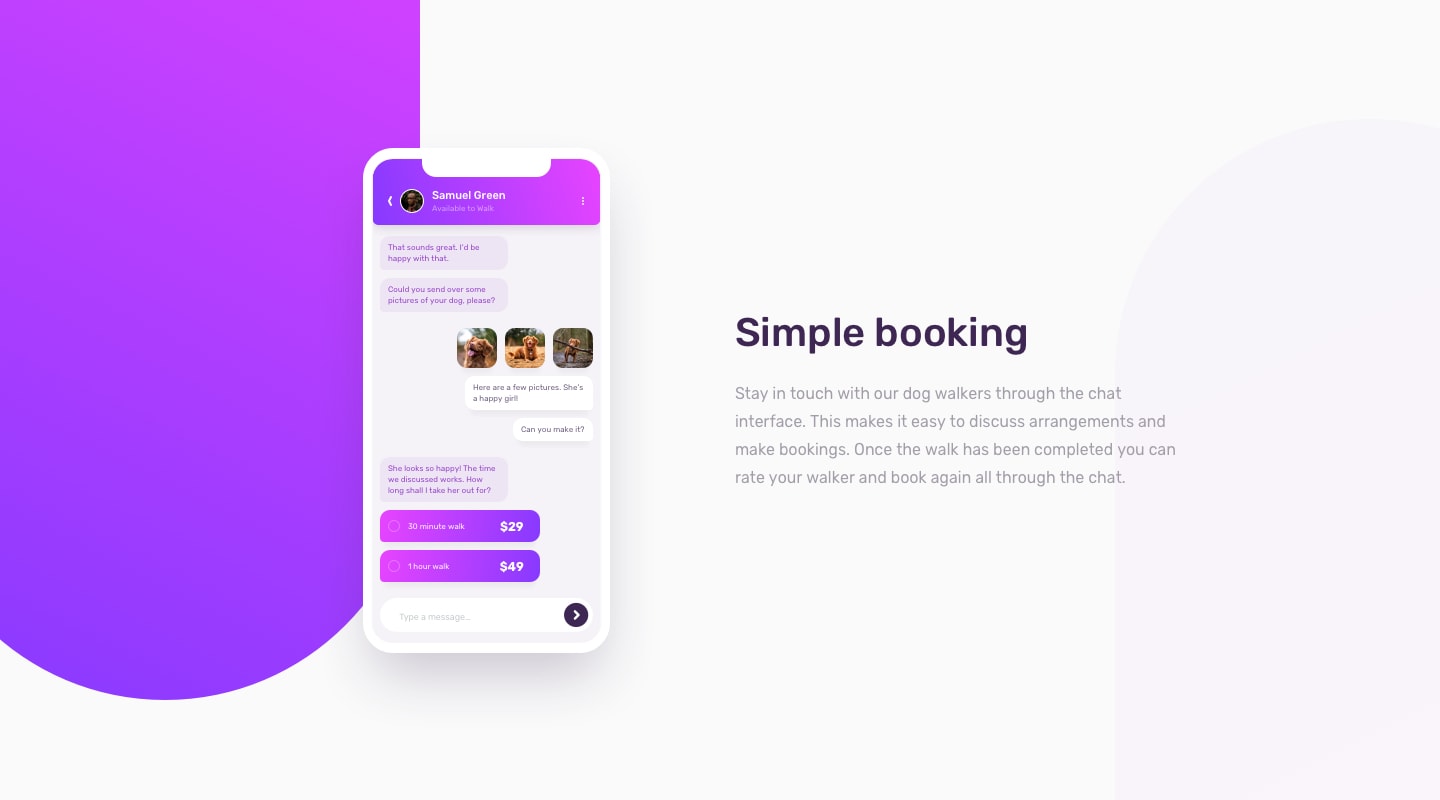 Samuel Green
Available to Walk
That sounds great. I'd be
happy with that.
Could you send over some
pictures of your dog, please?
Here are a few pictures. She's
a happy girl!
Can you make it?
She looks so happy! The time
we discussed works. How
long shall I take her out for?
30 minute walk $29
1 hour walk $49
Type a message…
Simple booking
Stay in touch with our dog walkers through the chat
interface. This makes it easy to discuss arrangements and
make bookings. Once the walk has been completed you can
rate your walker and book again all through the chat.